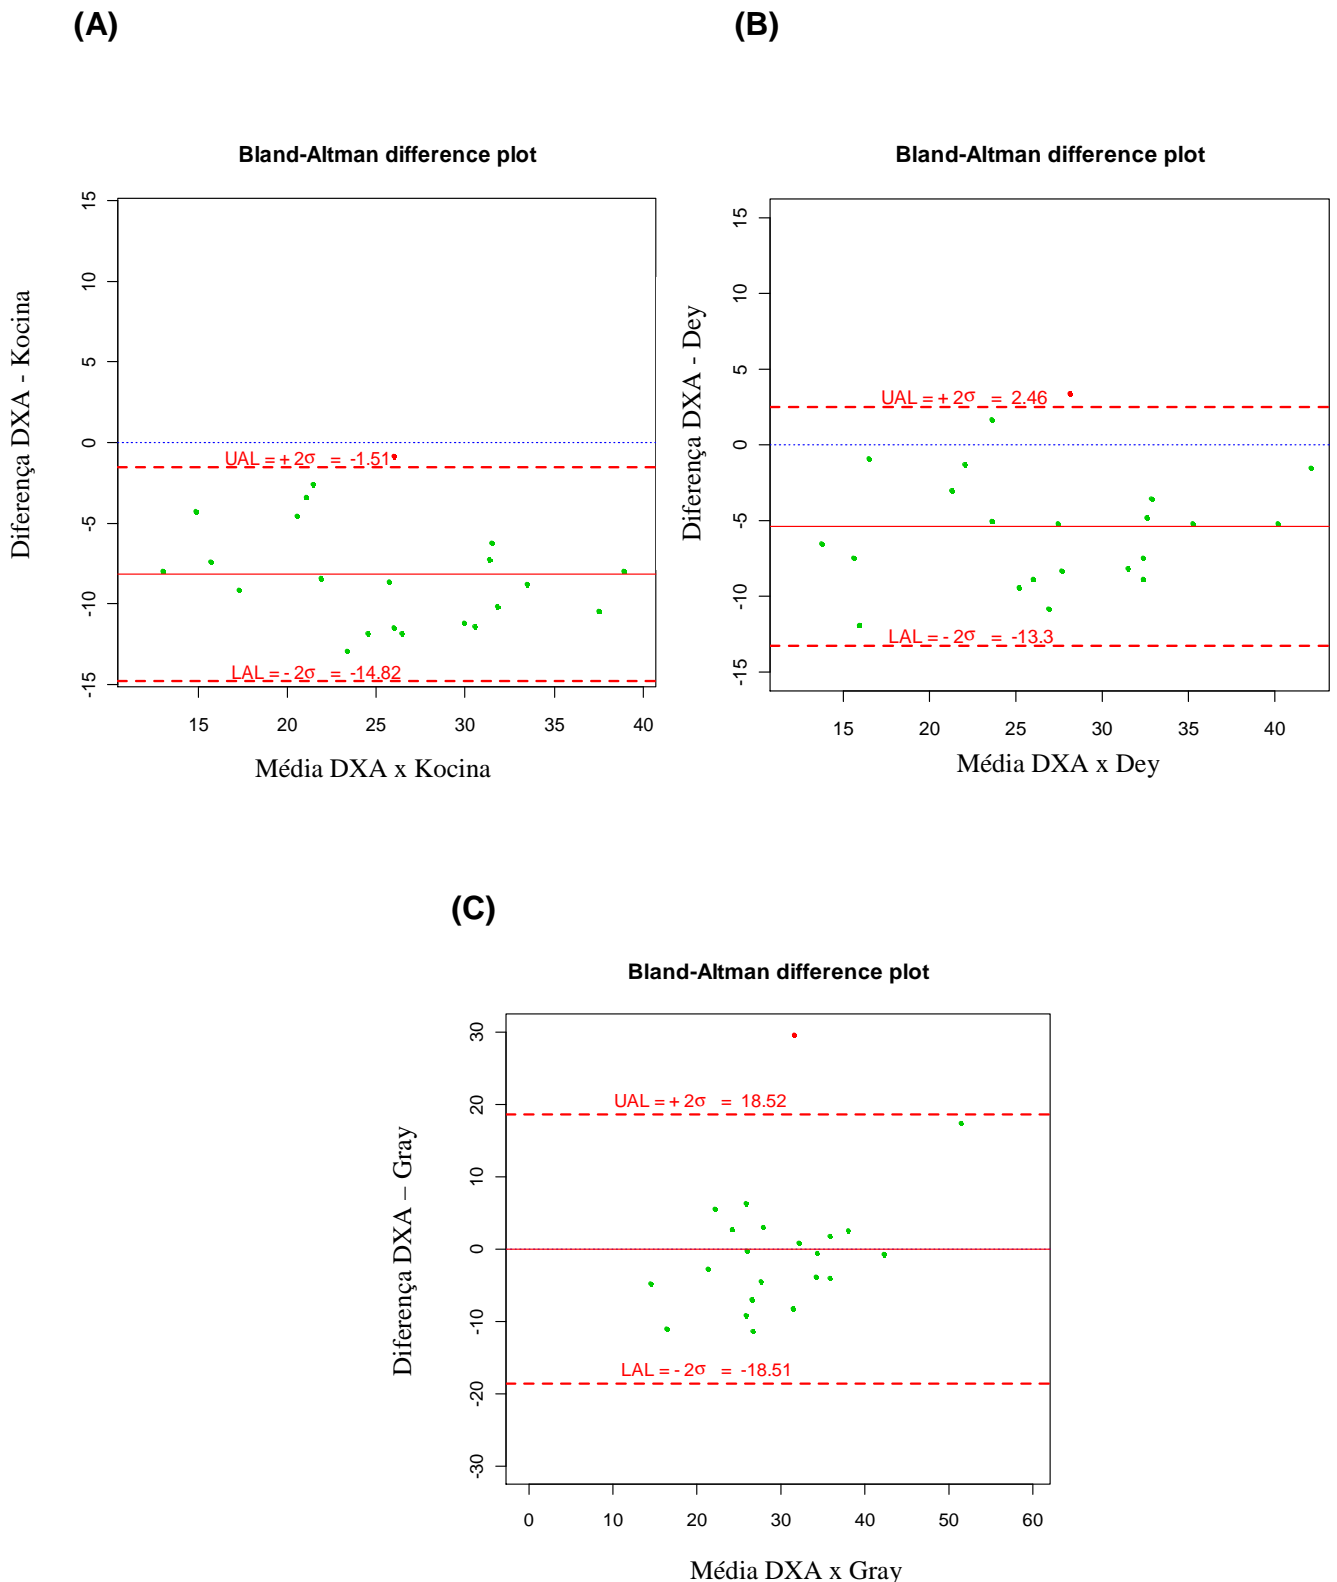 (A)
Bland-Altman difference plot
Diferença DXA - Kocina
15
10
5
0
-5
-10
-15
UAL = + 2σ = -1.51
LAL = - 2σ = -14.82
15 20 25 30 35 40
Média DXA x Kocina
(B)
Bland-Altman difference plot
Diferença DXA - Dey
15
10
5
0
-5
-10
-15
UAL = + 2σ = 2.46
LAL = - 2σ = -13.3
15 20 25 30 35 40
Média DXA x Dey
(C)
Bland-Altman difference plot
Diferença DXA – Gray
30
20
10
0
-10
-20
-30
UAL = + 2σ = 18.52
LAL = - 2σ = -18.51
0 10 20 30 40 50 60
Média DXA x Gray